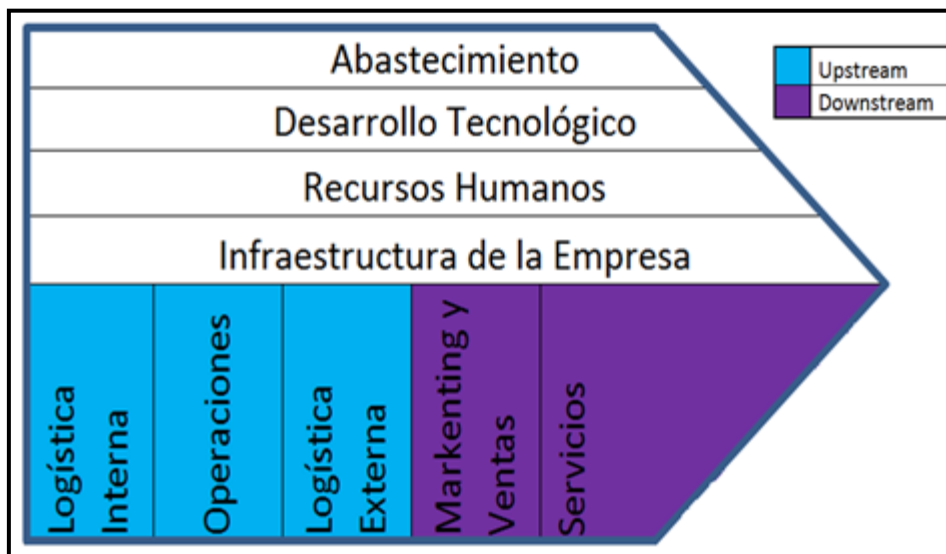 Abastecimiento
Desarrollo Tecnológico
Recursos Humanos
Infraestructura de la Empresa
Upstream
Downstream
Logística
Interna
Operaciones
Logística
Externa
Markenting y
Ventas
Servicios